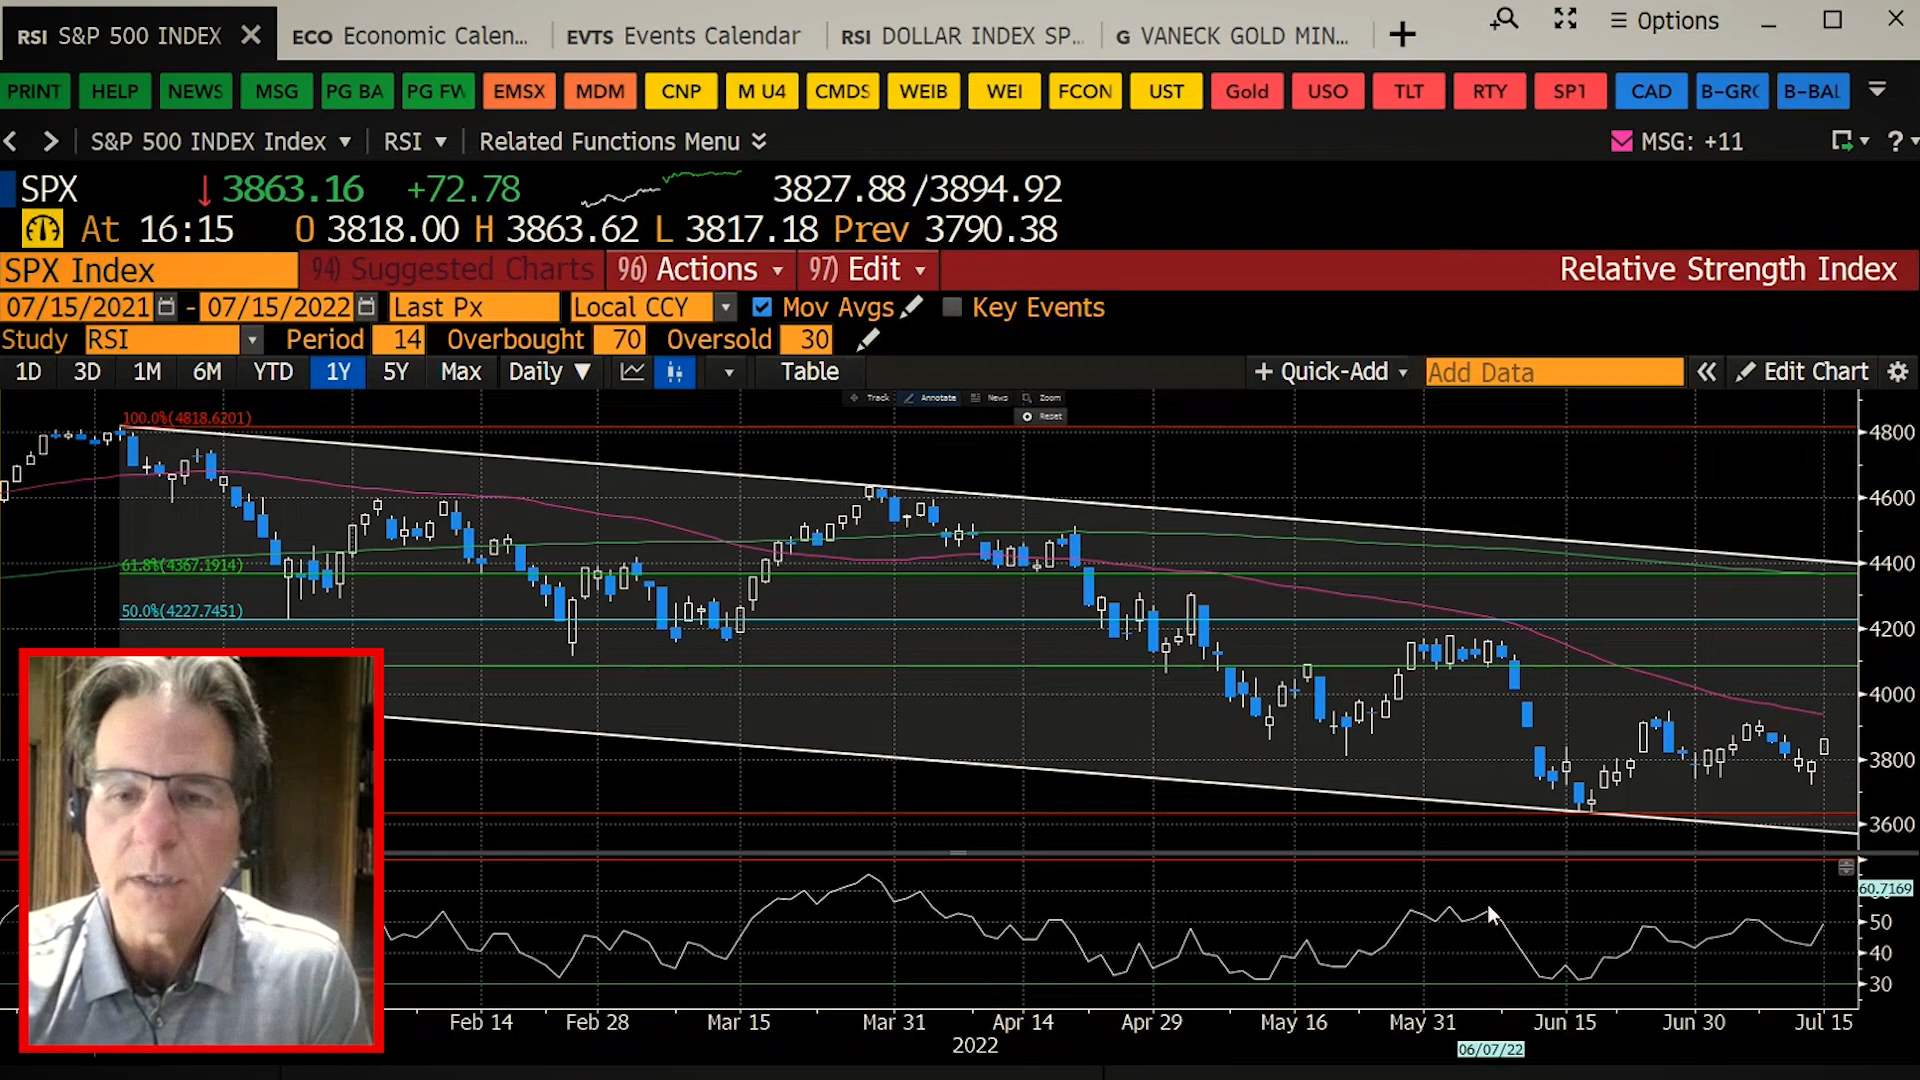 RSI S&P 500 INDEX ECO Economic Calen... EVTS Events Calendar RSI DOLLAR INDEX SP... G VANECK GOLD MIN... Options
PRINT HELP NEWS MSG PG BA PG FW EMSX MDM CNP M U4 CMDS WEIB WEI FCON UST Gold USO TLT RTY SP1 CAD B-GRO B-BAL
S&P 500 INDEX Index RSI Related Functions Menu MSG: +11 ?
SPX 3863.16 +72.78 3827.88/3894.92
At 16:15 O 3818.00 H 3863.62 L 3817.18 Prev 3790.38
SPX Index 94) Suggested Charts 96) Actions 97) Edit Relative Strength Index
07/15/2021 - 07/15/2022 Last Px Local CCY Mov Avgs Key Events
Study RSI Period 14 Overbought 70 Oversold 30
1D 3D 1M 6M YTD 1Y 5Y Max Daily Table + Quick-Add Add Data Edit Chart
Track Annotate News Zoom
Reset
100.0%(4818.6201)
4800
4600
61.8%(4367.1914)
4400
50.0%(4227.7451)
4200
4000
3800
3600
60.7169
50
40
30
Feb 14 Feb 28 Mar 15 Mar 31 Apr 14 Apr 29 May 16 May 31 Jun 15 Jun 30 Jul 15
2022
06/07/22